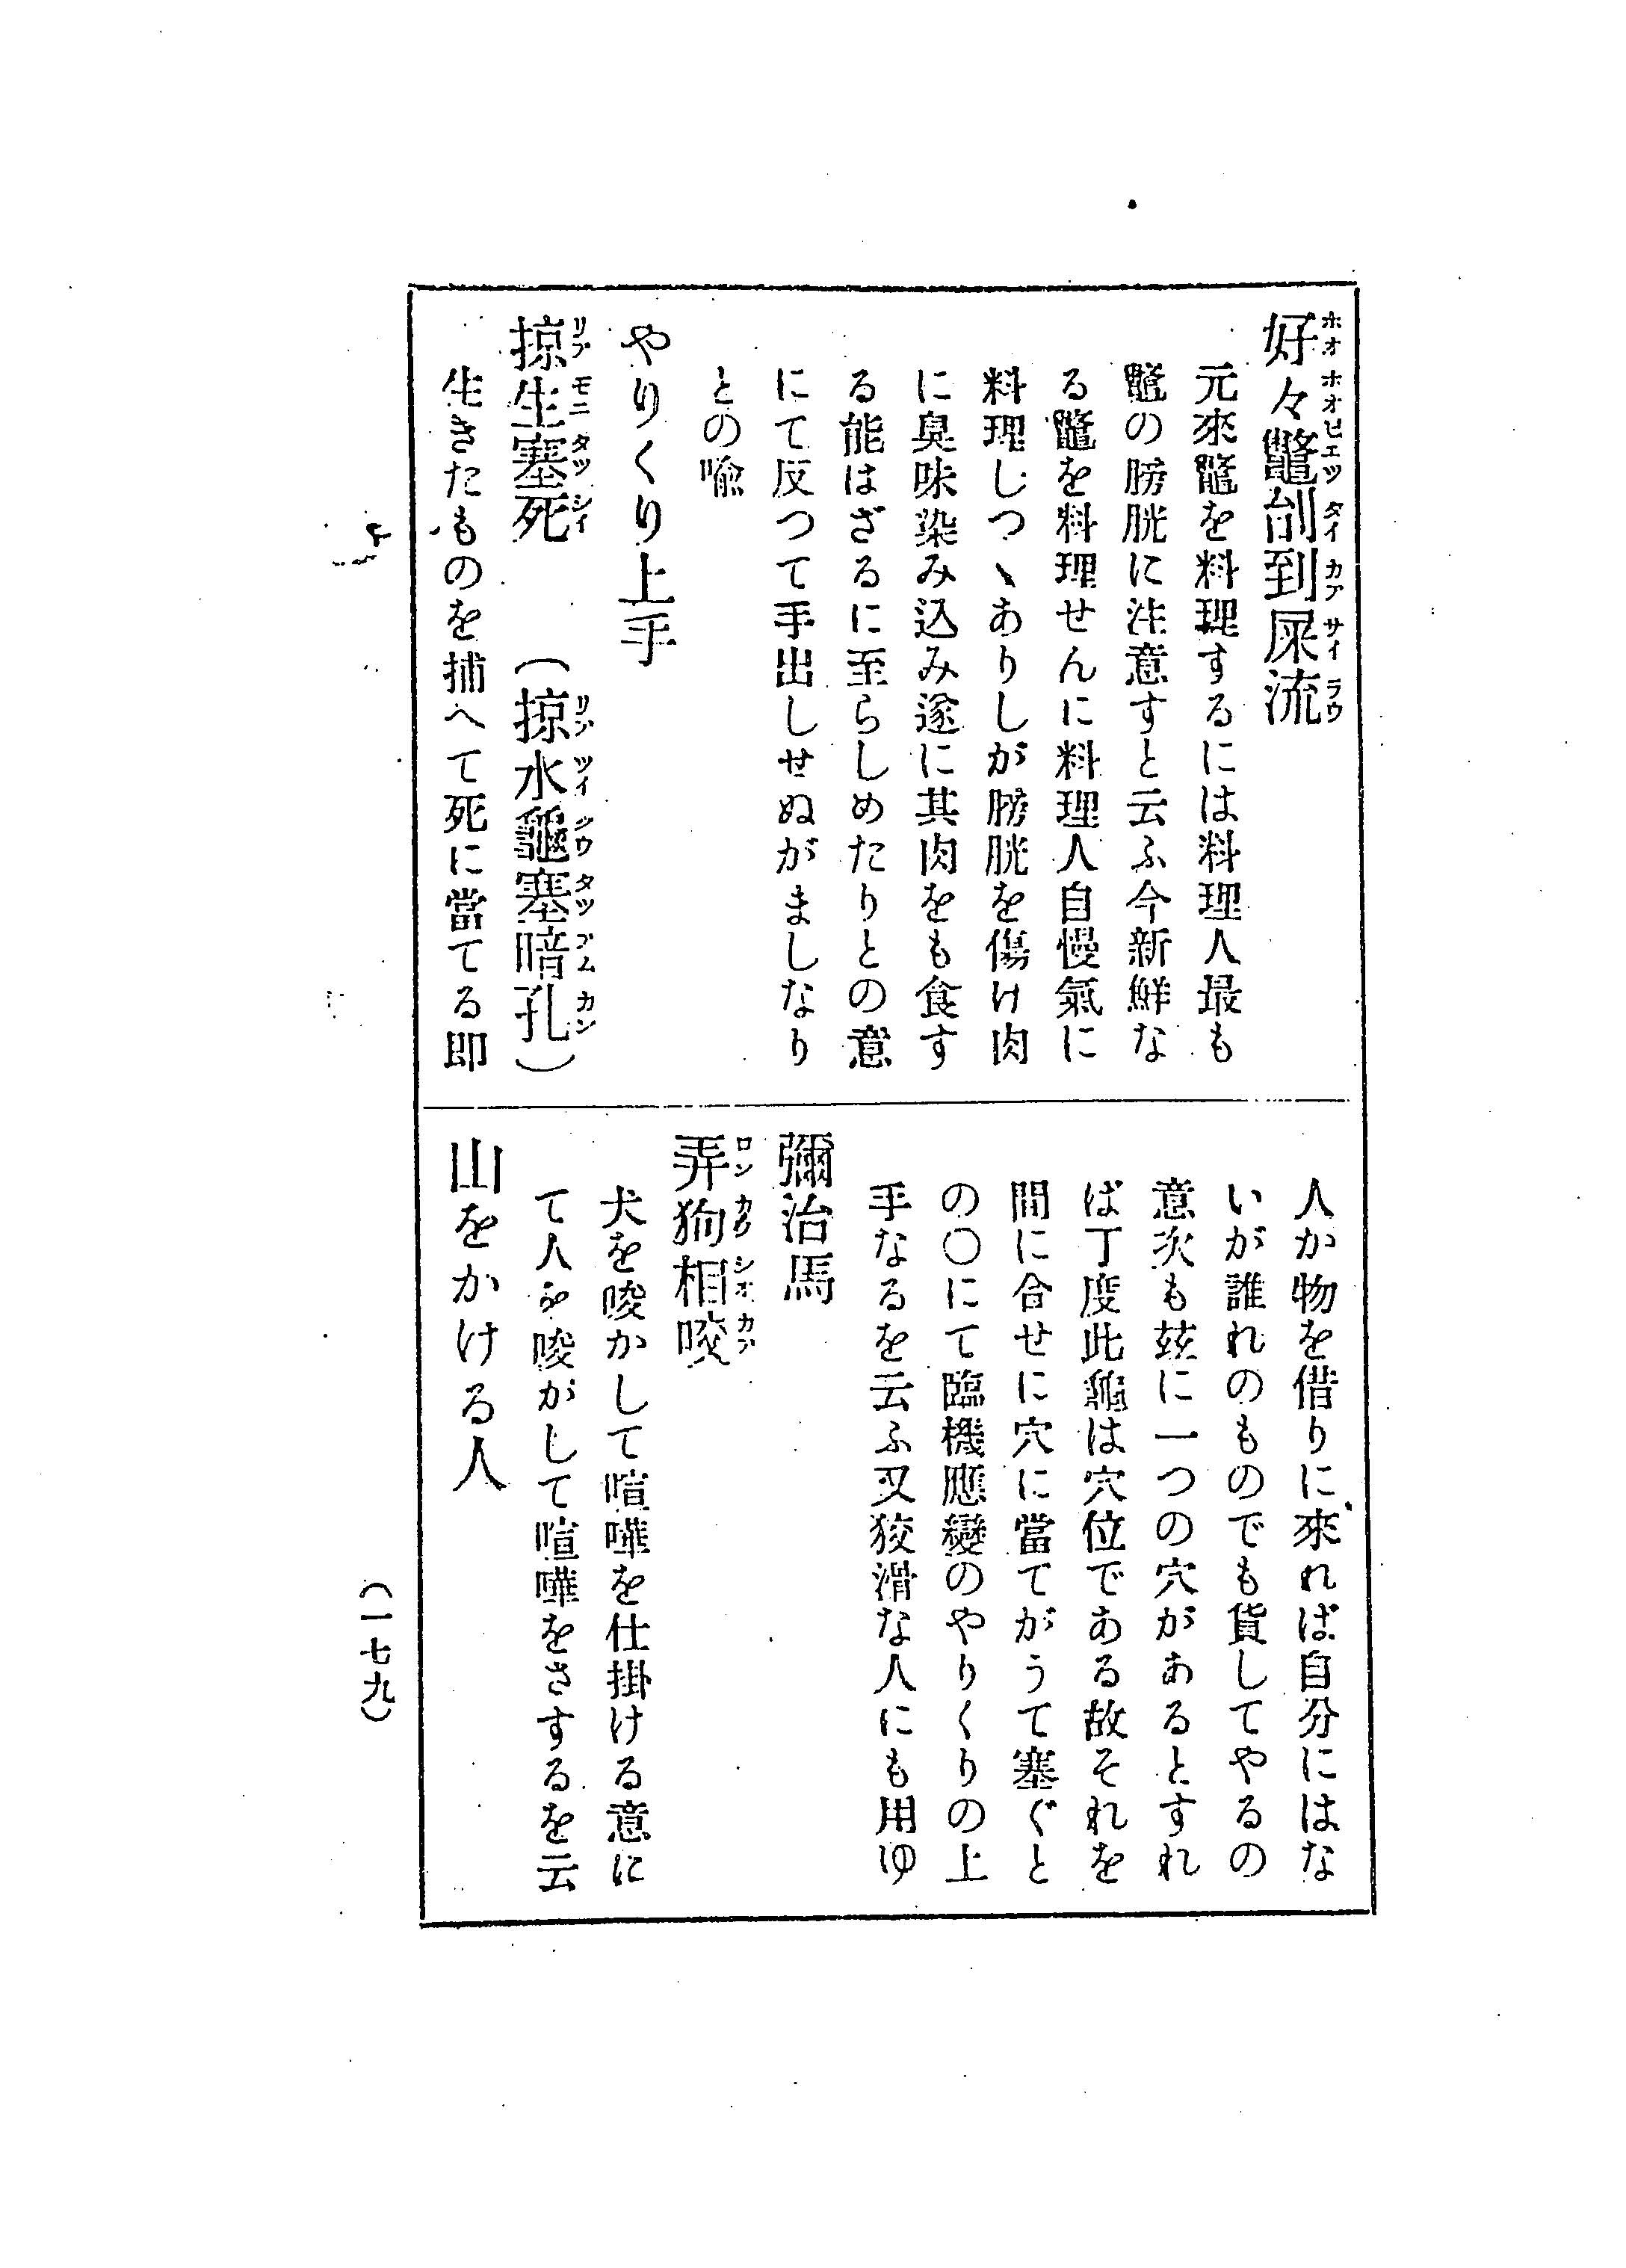 好々鼈刣到屎流
元來鼈を料理するには料理人最も
鼈の膀胱に注意すと云ふ今新鮮な
る鼈を料理せんに料理人自慢氣に
料理しつヽありしが膀胱を傷け肉
に臭味染み込み遂に其肉をも食す
る能はざるに至らしめたりとの意
にて反つて手出しせぬがましなり
との喩
やりくり上手
掠生塞死 (掠水龜塞暗孔)
生きたものを捕へて死に當てる即
人か物を借りに來れば自分にはな
いが誰れのものでも貨してやるの
意次も茲に一つの穴があるとすれ
ば丁度此龜は穴位である故それを
間に合せに穴に當てがうて塞ぐと
の〇にて臨機應變のやりくりの上
手なるを云ふ又狡滑な人にも用ゆ
彌治馬
弄狗相咬
犬を唆かして喧嘩を仕掛ける意に
て人を唆がして喧嘩をさするを云
山をかける人
(一七九)